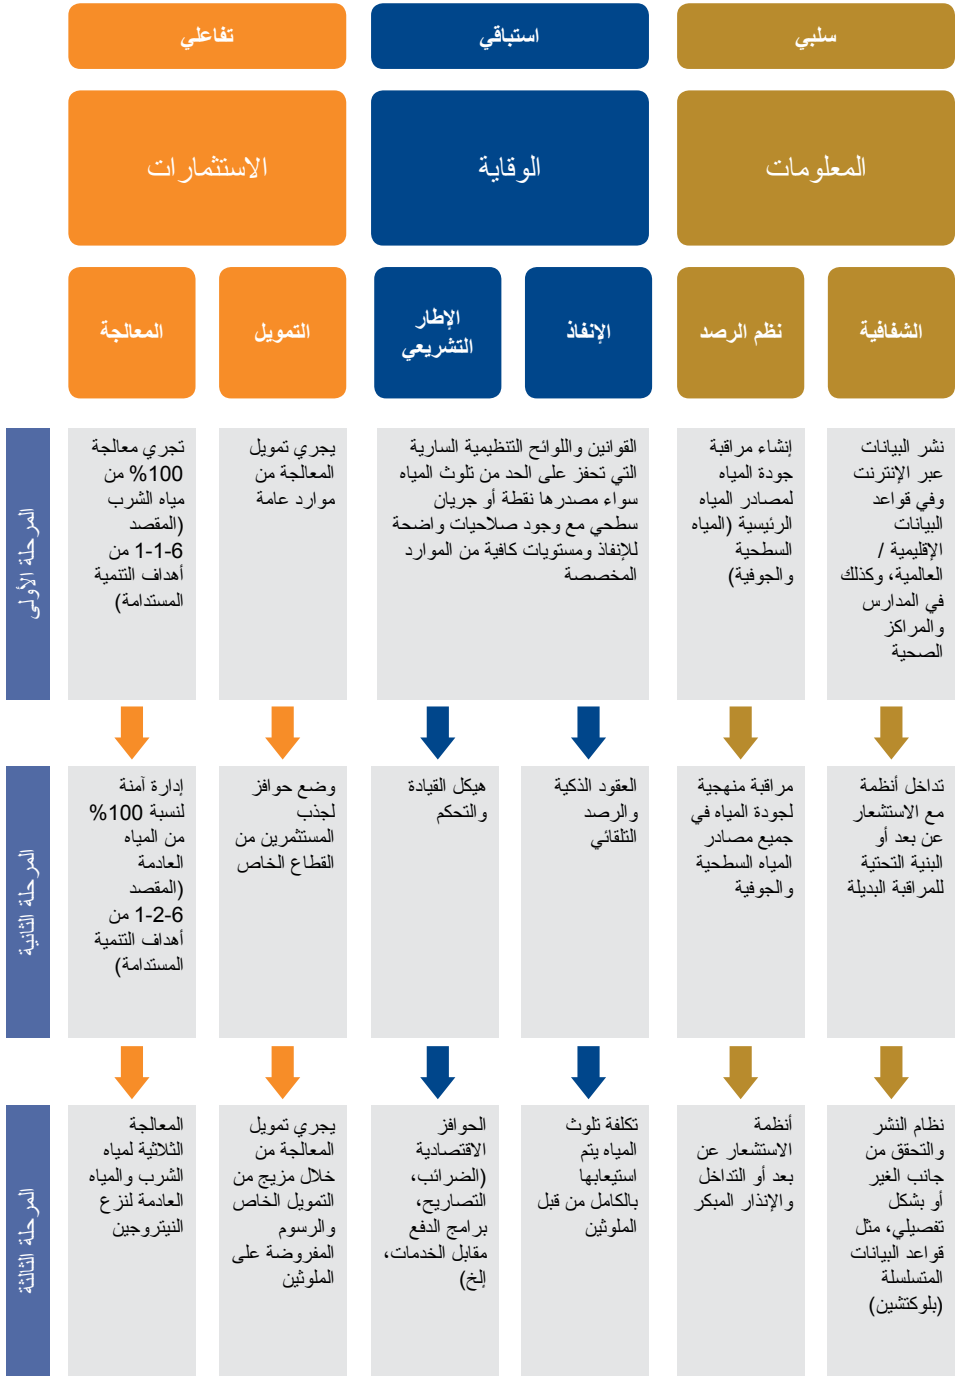 سلبي
استباقي
تفاعلي
المعلومات
الوقاية
الاستثمارات
الشفافية
نظم الرصد
الإنفاذ
الإطار
التشريعي
التمويل
المعالجة
نشر البيانات
عبر الإنترنت
وفي قواعد
البيانات
الإقليمية /
العالمية، وكذلك
في المدارس
والمراكز
الصحية
إنشاء مراقبة
جودة المياه
لمصادر المياه
الرئيسية (المياه
السطحية
والجوفية)
القوانين واللوائح التنظيمية السارية
التي تحفز على الحد من تلوث المياه
سواء مصدرها نقطة أو جريان
سطحي مع وجود صلاحيات واضحة
للإنفاذ ومستويات كافية من الموارد
المخصصة
يجري تمويل
المعالجة من
موارد عامة
تجري معالجة
100% من
مياه الشرب
(المقصد
6-1-1 من
أهداف التنمية
المستدامة)
المرحلة الأولى
تداخل أنظمة
مع الاستشعار
عن بعد أو
البنية التحتية
للمراقبة البديلة
مراقبة منهجية
لجودة المياه في
جميع مصادر
المياه السطحية
والجوفية
العقود الذكية
والرصد
التلقائي
هيكل القيادة
والتحكم
وضع حوافز
لجذب
المستثمرين من
القطاع الخاص
إدارة آمنة
لنسبة 100%
من المياه
العادمة
(المقصد
6-2-1 من
أهداف التنمية
المستدامة)
المرحلة الثانية
نظام النشر
والتحقق من
جانب الغير
أو بشكل
تفصيلي، مثل
قواعد البيانات
المتسلسلة
(بلوكتشين)
أنظمة
الاستشعار عن
بعد أو التداخل
والإنذار المبكر
تكلفة تلوث
المياه يتم
استيعابها
بالكامل من قبل
الملوثين
الحوافز
الاقتصادية
(الضرائب،
التصاريح،
برامج الدفع
مقابل الخدمات،
إلخ)
يجري تمويل
المعالجة من
خلال مزيج من
التمويل الخاص
والرسوم
المفروضة على
الملوثين
المعالجة
الثلاثية لمياه
الشرب والمياه
العادمة لنزع
النيتروجين
المرحلة الثالثة